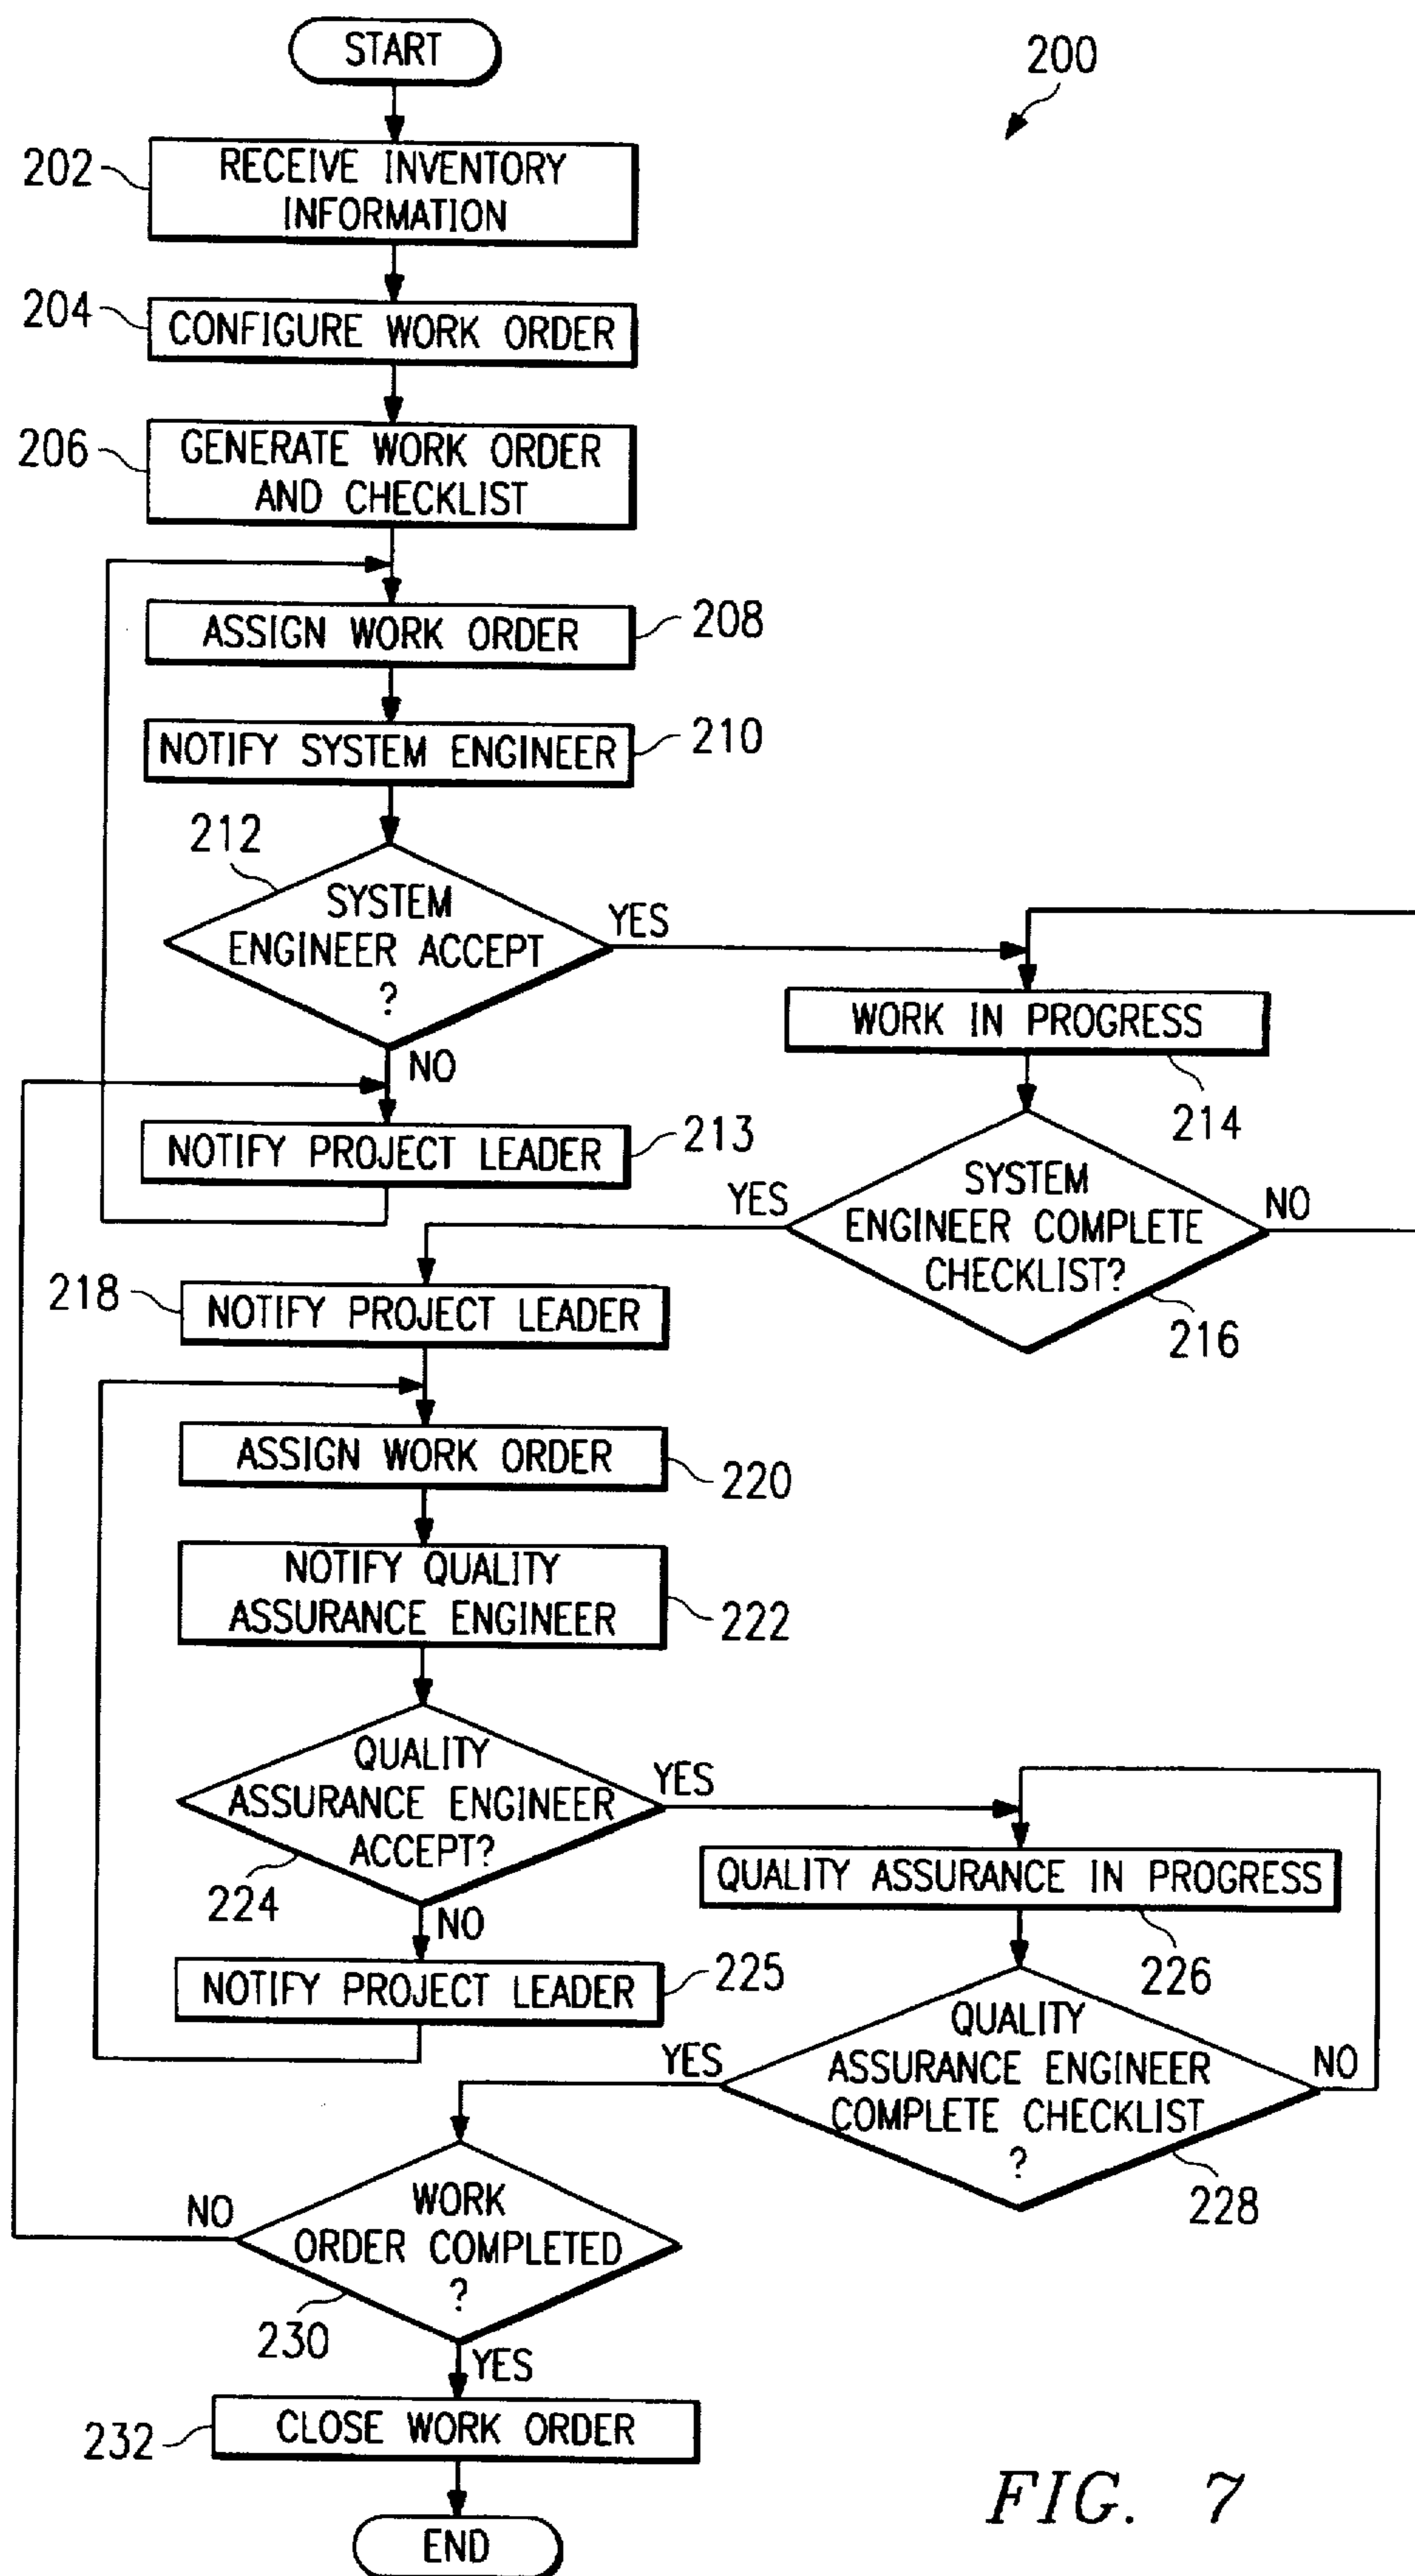 START
200
202
RECEIVE INVENTORY
INFORMATION
204
CONFIGURE WORK ORDER
206
GENERATE WORK ORDER
AND CHECKLIST
ASSIGN WORK ORDER
208
NOTIFY SYSTEM ENGINEER
210
212
SYSTEM
ENGINEER ACCEPT
?
YES
NO
WORK IN PROGRESS
214
NOTIFY PROJECT LEADER
213
SYSTEM
ENGINEER COMPLETE
CHECKLIST?
YES
NO
216
218
NOTIFY PROJECT LEADER
ASSIGN WORK ORDER
220
NOTIFY QUALITY
ASSURANCE ENGINEER
222
QUALITY
ASSURANCE ENGINEER
ACCEPT?
YES
224
NO
QUALITY ASSURANCE IN PROGRESS
226
NOTIFY PROJECT LEADER
225
QUALITY
ASSURANCE ENGINEER
COMPLETE CHECKLIST
?
YES
NO
228
WORK
ORDER COMPLETED
?
NO
230
YES
232
CLOSE WORK ORDER
END
FIG. 7